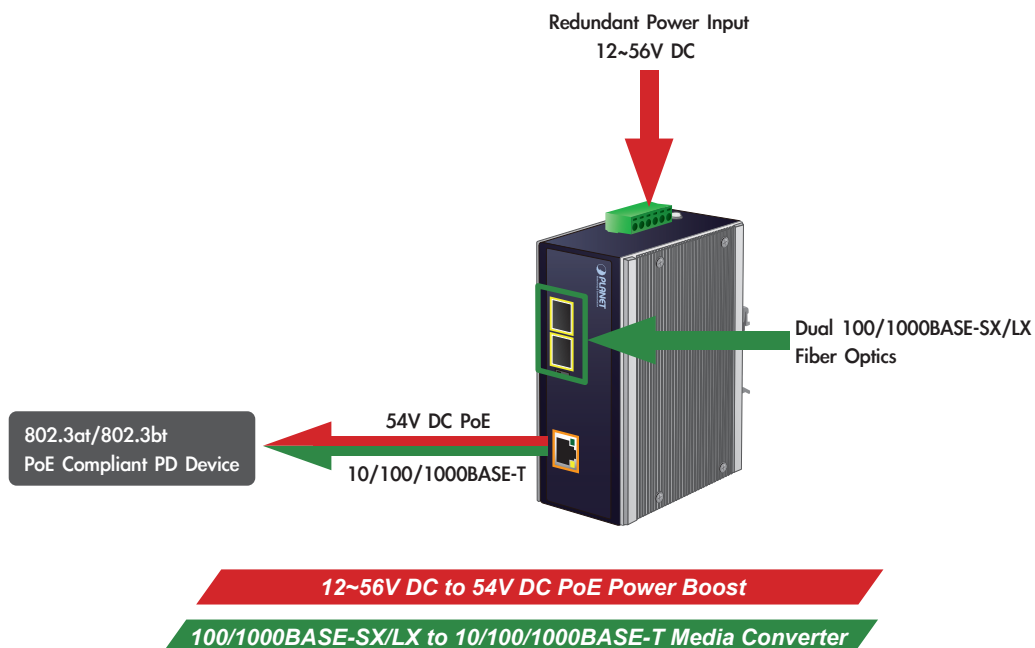 Redundant Power Input
12~56V DC
PLANET
Dual 100/1000BASE-SX/LX
Fiber Optics
54V DC PoE
802.3at/802.3bt
PoE Compliant PD Device
10/100/1000BASE-T
12~56V DC to 54V DC PoE Power Boost
100/1000BASE-SX/LX to 10/100/1000BASE-T Media Converter